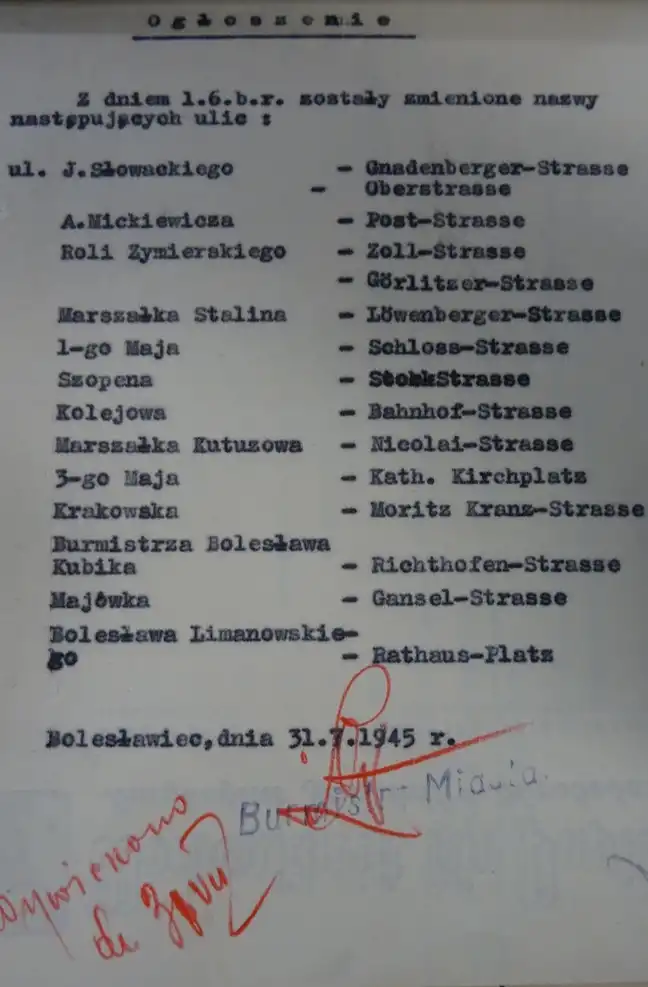 Ogłoszenie
Z dniem 1.6.b.r. zostały zmienione nazwy
następujących ulic :
ul. J.Słowackiego – Gnadenberger-Strasse
– Oberstrasse
A.Mickiewicza – Post-Strasse
Roli Zymierskiego – Zoll-Strasse
– Görlitzer-Strasse
Marszałka Stalina – Löwenberger-Strasse
1-go Maja – Schloss-Strasse
Szopena – StockStrasse
Kolejowa – Bahnhof-Strasse
Marszałka Kutuzowa – Nicolai-Strasse
3-go Maja – Kath. Kirchplatz
Krakowska – Moritz Kranz-Strasse
Burmistrza Bolesława
Kubika – Richthofen-Strasse
Majówka – Gansel-Strasse
Bolesława Limanowskie-
go – Rathaus-Platz
Bolesławiec,dnia 31.7.1945 r.
Burmistrz Miasta.